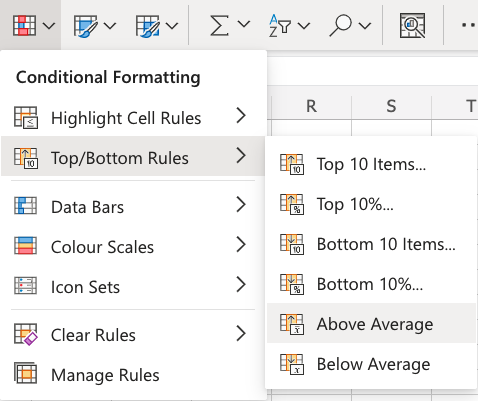 Conditional Formatting
Highlight Cell Rules
Top/Bottom Rules
Data Bars
Colour Scales
Icon Sets
Clear Rules
Manage Rules
R S T
Top 10 Items...
Top 10%...
Bottom 10 Items...
Bottom 10%...
Above Average
Below Average